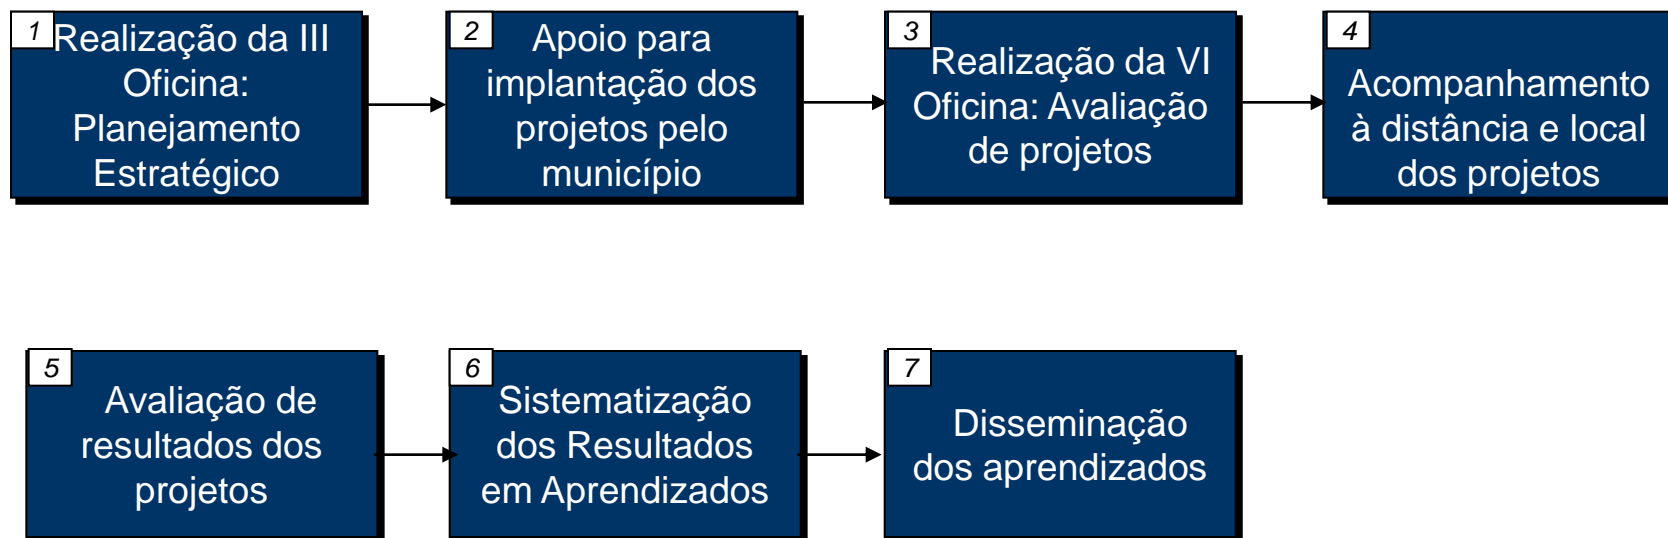 1
Realização da III
Oficina:
Planejamento
Estratégico
2
Apoio para
implantação dos
projetos pelo
município
3
Realização da VI
Oficina: Avaliação
de projetos
4
Acompanhamento
à distância e local
dos projetos
5
Avaliação de
resultados dos
projetos
6
Sistematização
dos Resultados
em Aprendizados
7
Disseminação
dos aprendizados